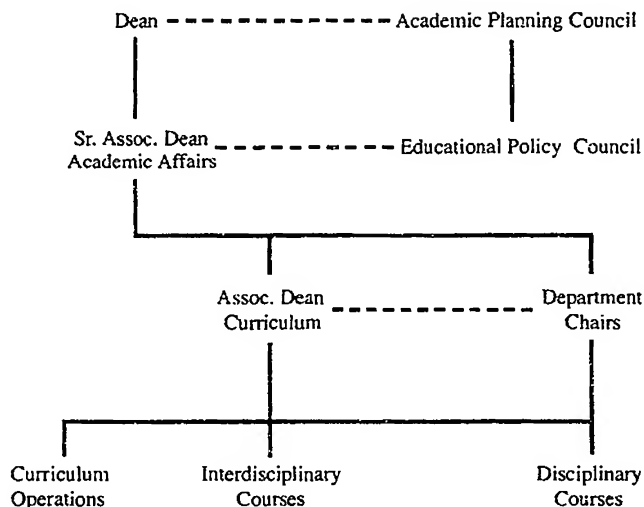 Dean
Academic Planning Council
Sr. Assoc. Dean
Academic Affairs
Educational Policy Council
Assoc. Dean
Curriculum
Department
Chairs
Curriculum
Operations
Interdisciplinary
Courses
Disciplinary
Courses